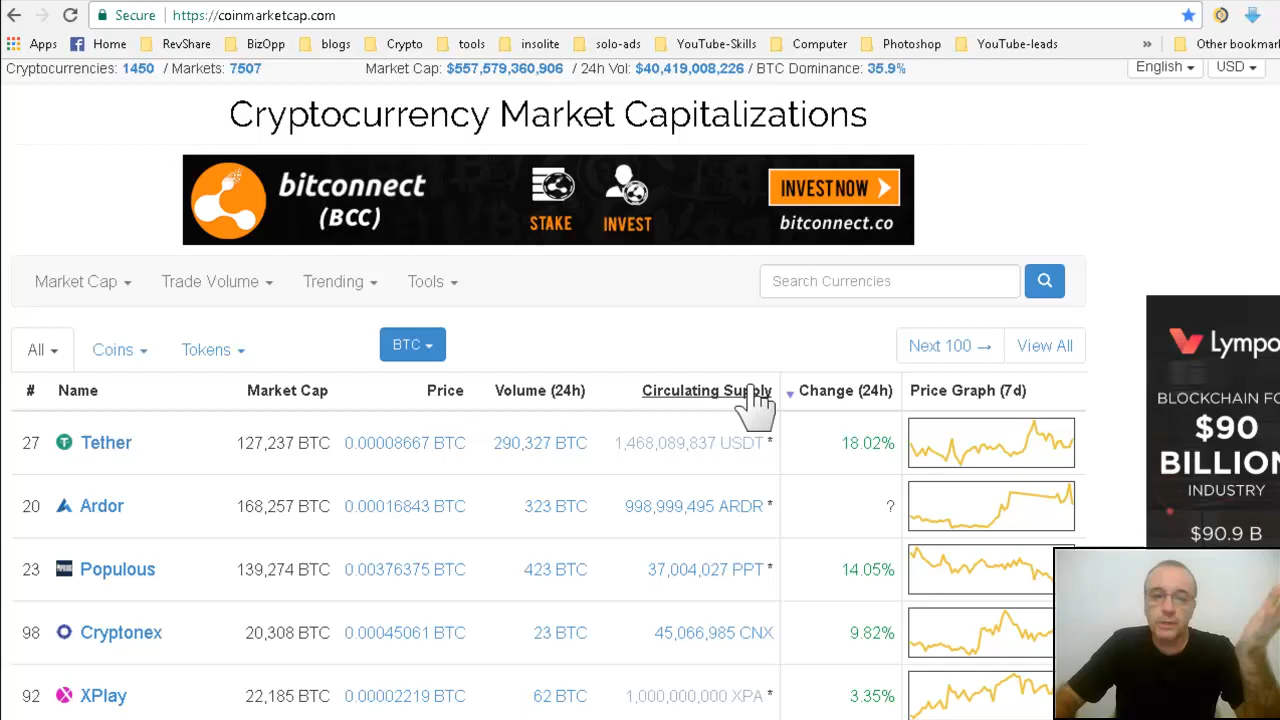 Secure https://coinmarketcap.com
Apps Home RevShare BizOpp blogs Crypto tools insolite solo-ads YouTube-Skills Computer Photoshop YouTube-leads » Other bookmar
Cryptocurrencies: 1450 / Markets: 7507 Market Cap: $557,579,360,906 / 24h Vol: $40,419,008,226 / BTC Dominance: 35.9% English USD
Cryptocurrency Market Capitalizations
bitconnect
(BCC)
STAKE
INVEST
INVEST NOW
bitconnect.co
Market Cap Trade Volume Trending Tools Search Currencies
All Coins Tokens BTC Next 100 → View All
# Name Market Cap Price Volume (24h) Circulating Supply Change (24h) Price Graph (7d)
27 Tether 127,237 BTC 0.00008667 BTC 290,327 BTC 1,468,089,837 USDT * 18.02%
20 Ardor 168,257 BTC 0.00016843 BTC 323 BTC 998,999,495 ARDR * ?
23 Populous 139,274 BTC 0.00376375 BTC 423 BTC 37,004,027 PPT * 14.05%
98 Cryptonex 20,308 BTC 0.00045061 BTC 23 BTC 45,066,985 CNX 9.82%
92 XPlay 22,185 BTC 0.00002219 BTC 62 BTC 1,000,000,000 XPA * 3.35%
Lympo
BLOCKCHAIN FO
$90
BILLION
INDUSTRY
$90.9 B